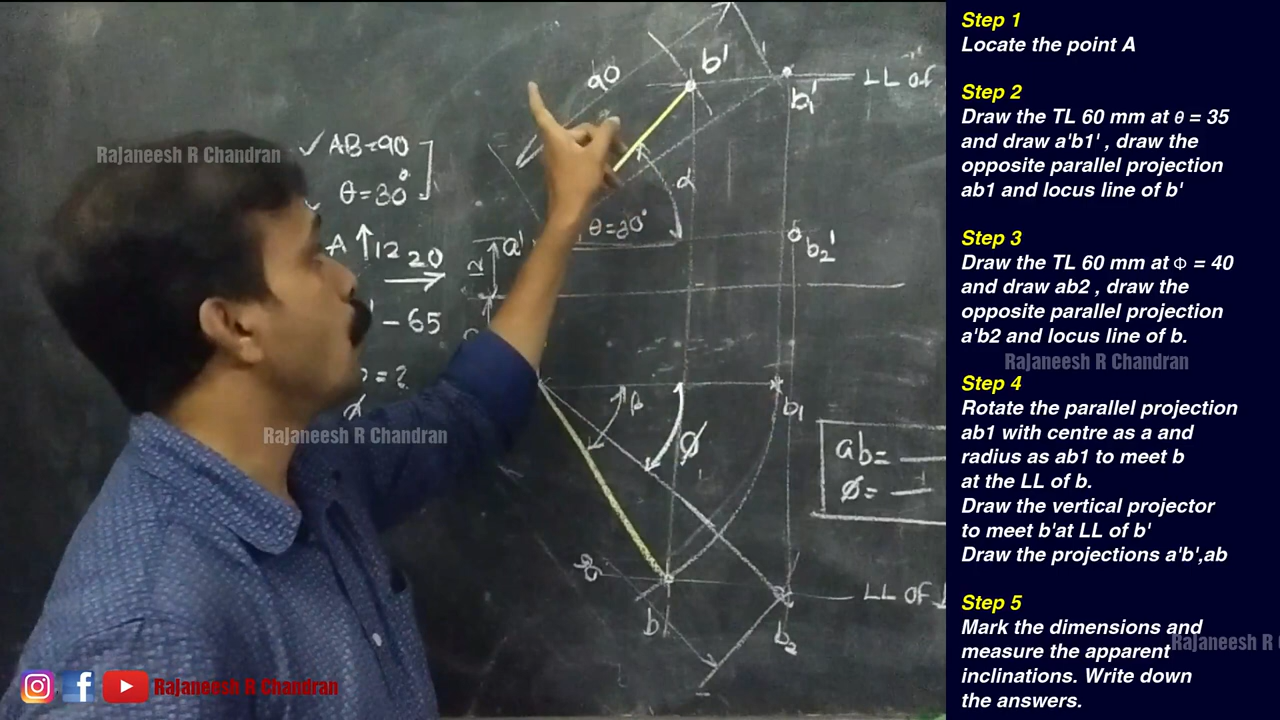 Rajaneesh R Chandran
✓ AB=90
θ=30°
A ↑12 20
- 65
α
90
b'
LL OF
b₁'
α
θ=30°
a'
b₂'
β
Ø
b₁
ab=
Ø=
b
LL OF
b₂
Rajaneesh R Chandran
Rajaneesh R Chandran
Step 1
Locate the point A
Step 2
Draw the TL 60 mm at θ = 35
and draw a'b1' , draw the
opposite parallel projection
ab1 and locus line of b'
Step 3
Draw the TL 60 mm at Φ = 40
and draw ab2 , draw the
opposite parallel projection
a'b2 and locus line of b.
Rajaneesh R Chandran
Step 4
Rotate the parallel projection
ab1 with centre as a and
radius as ab1 to meet b
at the LL of b.
Draw the vertical projector
to meet b'at LL of b'
Draw the projections a'b',ab
Step 5
Mark the dimensions and
Rajaneesh R
measure the apparent
inclinations. Write down
the answers.